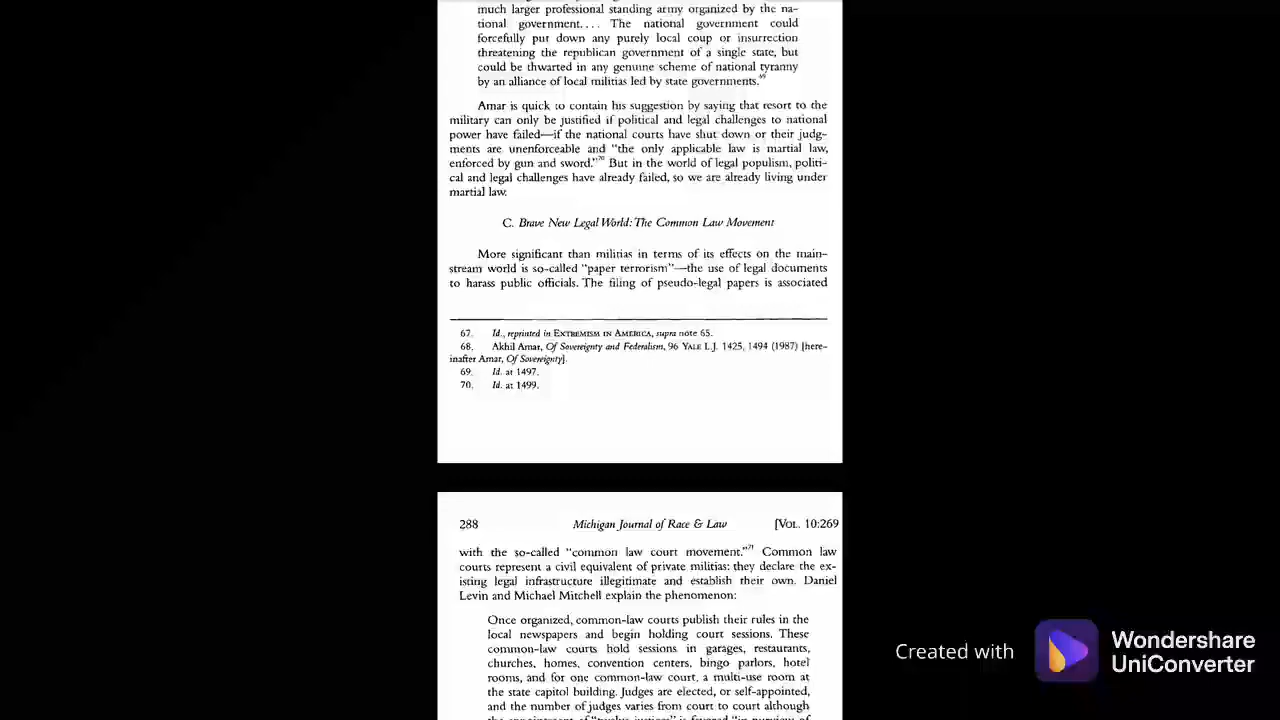 much larger professional standing army organized by the na-
tional government.... The national government could
forcefully put down any purely local coup or insurrection
threatening the republican government of a single state, but
could be thwarted in any genuine scheme of national tyranny
by an alliance of local militias led by state governments.69
Amar is quick to contain his suggestion by saying that resort to the
military can only be justified if political and legal challenges to national
power have failed—if the national courts have shut down or their judg-
ments are unenforceable and “the only applicable law is martial law,
enforced by gun and sword.”70 But in the world of legal populism, politi-
cal and legal challenges have already failed, so we are already living under
martial law.
C. Brave New Legal World: The Common Law Movement
More significant than militias in terms of its effects on the main-
stream world is so-called “paper terrorism”—the use of legal documents
to harass public officials. The filing of pseudo-legal papers is associated
67. Id., reprinted in EXTREMISM IN AMERICA, supra note 65.
68. Akhil Amar, Of Sovereignty and Federalism, 96 YALE L.J. 1425, 1494 (1987) [here-
inafter Amar, Of Sovereignty].
69. Id. at 1497.
70. Id. at 1499.
288 Michigan Journal of Race & Law [VOL. 10:269
with the so-called “common law court movement.”71 Common law
courts represent a civil equivalent of private militias: they declare the ex-
isting legal infrastructure illegitimate and establish their own. Daniel
Levin and Michael Mitchell explain the phenomenon:
Once organized, common-law courts publish their rules in the
local newspapers and begin holding court sessions. These
common-law courts hold sessions in garages, restaurants,
churches, homes, convention centers, bingo parlors, hotel
rooms, and for one common-law court, a multi-use room at
the state capitol building. Judges are elected, or self-appointed,
and the number of judges varies from court to court although
Created with Wondershare
UniConverter